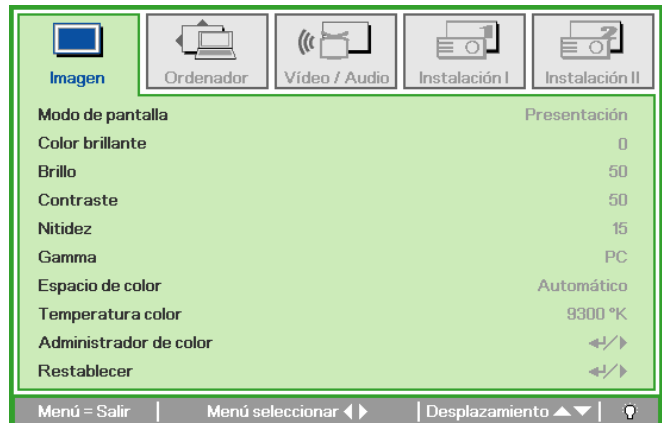 Imagen
Ordenador
Vídeo / Audio
Instalación I
Instalación II
Modo de pantalla Presentación
Color brillante 0
Brillo 50
Contraste 50
Nitidez 15
Gamma PC
Espacio de color Automático
Temperatura color 9300 °K
Administrador de color
Restablecer
Menú = Salir | Menú seleccionar | Desplazamiento